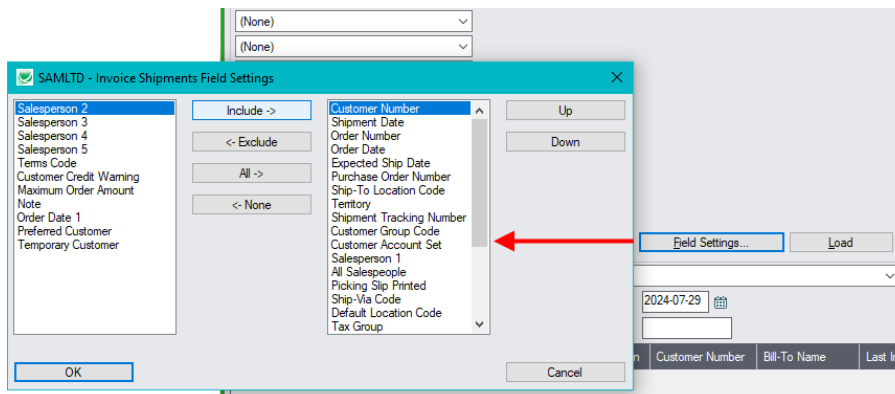 (None)
(None)
SAMLTD - Invoice Shipments Field Settings
Salesperson 2
Salesperson 3
Salesperson 4
Salesperson 5
Terms Code
Customer Credit Warning
Maximum Order Amount
Note
Order Date 1
Preferred Customer
Temporary Customer
Include ->
<- Exclude
All ->
<- None
Customer Number
Shipment Date
Order Number
Order Date
Expected Ship Date
Purchase Order Number
Ship-To Location Code
Territory
Shipment Tracking Number
Customer Group Code
Customer Account Set
Salesperson 1
All Salespeople
Picking Slip Printed
Ship-Via Code
Default Location Code
Tax Group
Up
Down
OK
Cancel
Field Settings...
Load
2024-07-29
Customer Number
Bill-To Name